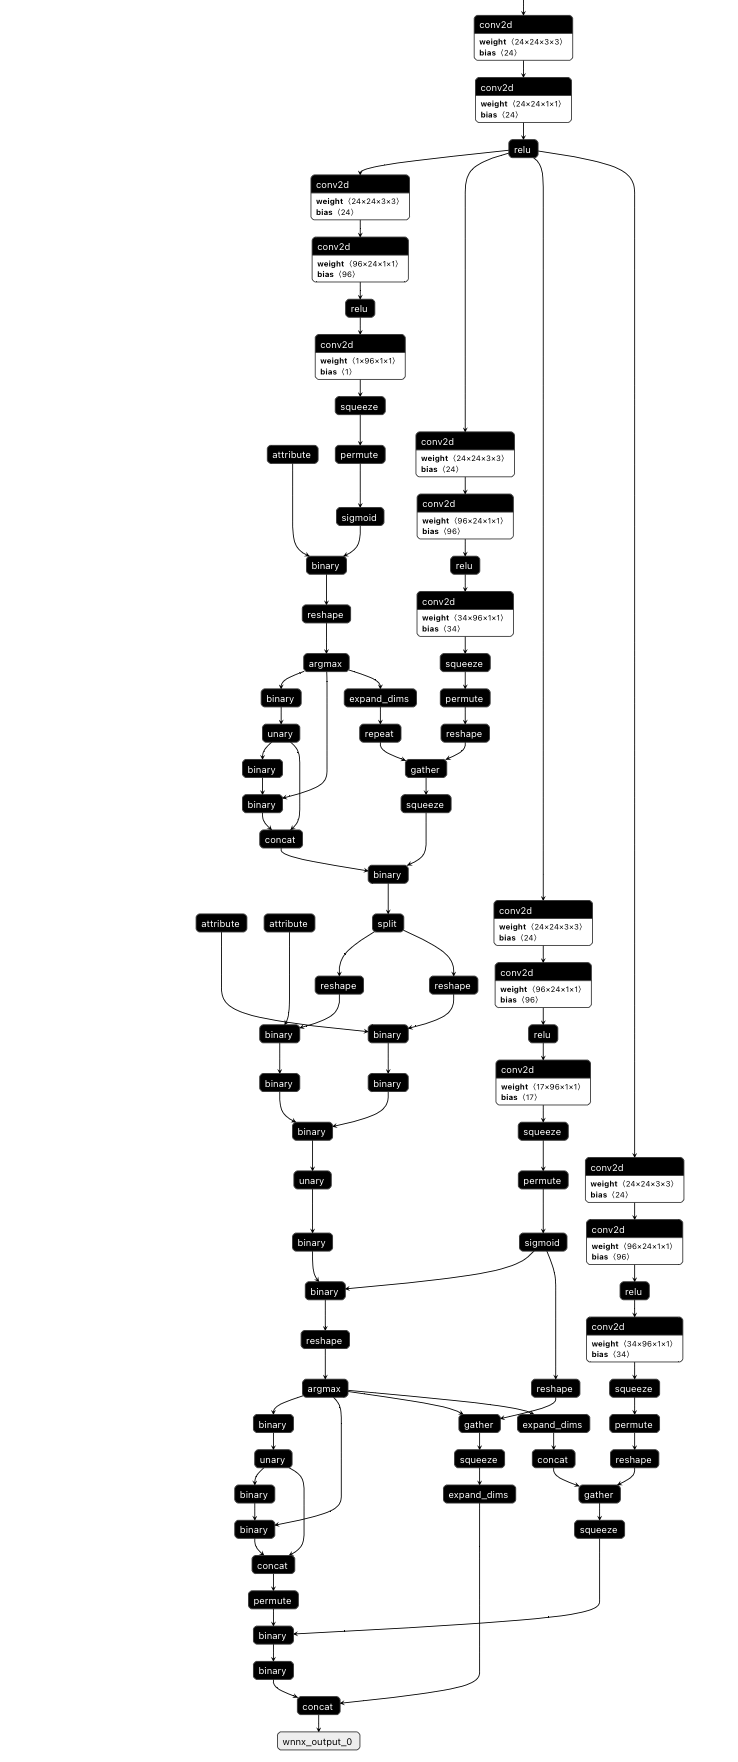 conv2d
weight ⟨24×24×3×3⟩
bias ⟨24⟩
conv2d
weight ⟨24×24×1×1⟩
bias ⟨24⟩
relu
conv2d
weight ⟨24×24×3×3⟩
bias ⟨24⟩
conv2d
weight ⟨96×24×1×1⟩
bias ⟨96⟩
relu
conv2d
weight ⟨1×96×1×1⟩
bias ⟨1⟩
squeeze
attribute
permute
sigmoid
binary
reshape
argmax
conv2d
weight ⟨24×24×3×3⟩
bias ⟨24⟩
conv2d
weight ⟨96×24×1×1⟩
bias ⟨96⟩
relu
conv2d
weight ⟨34×96×1×1⟩
bias ⟨34⟩
squeeze
binary
expand_dims
permute
unary
repeat
reshape
binary
gather
binary
squeeze
concat
binary
attribute
attribute
split
reshape
reshape
binary
binary
binary
binary
binary
unary
binary
conv2d
weight ⟨24×24×3×3⟩
bias ⟨24⟩
conv2d
weight ⟨96×24×1×1⟩
bias ⟨96⟩
relu
conv2d
weight ⟨17×96×1×1⟩
bias ⟨17⟩
squeeze
permute
sigmoid
conv2d
weight ⟨24×24×3×3⟩
bias ⟨24⟩
conv2d
weight ⟨96×24×1×1⟩
bias ⟨96⟩
relu
conv2d
weight ⟨34×96×1×1⟩
bias ⟨34⟩
binary
reshape
argmax
reshape
squeeze
binary
gather
expand_dims
permute
unary
squeeze
concat
reshape
binary
expand_dims
gather
binary
squeeze
concat
permute
binary
binary
concat
wnnx_output_0